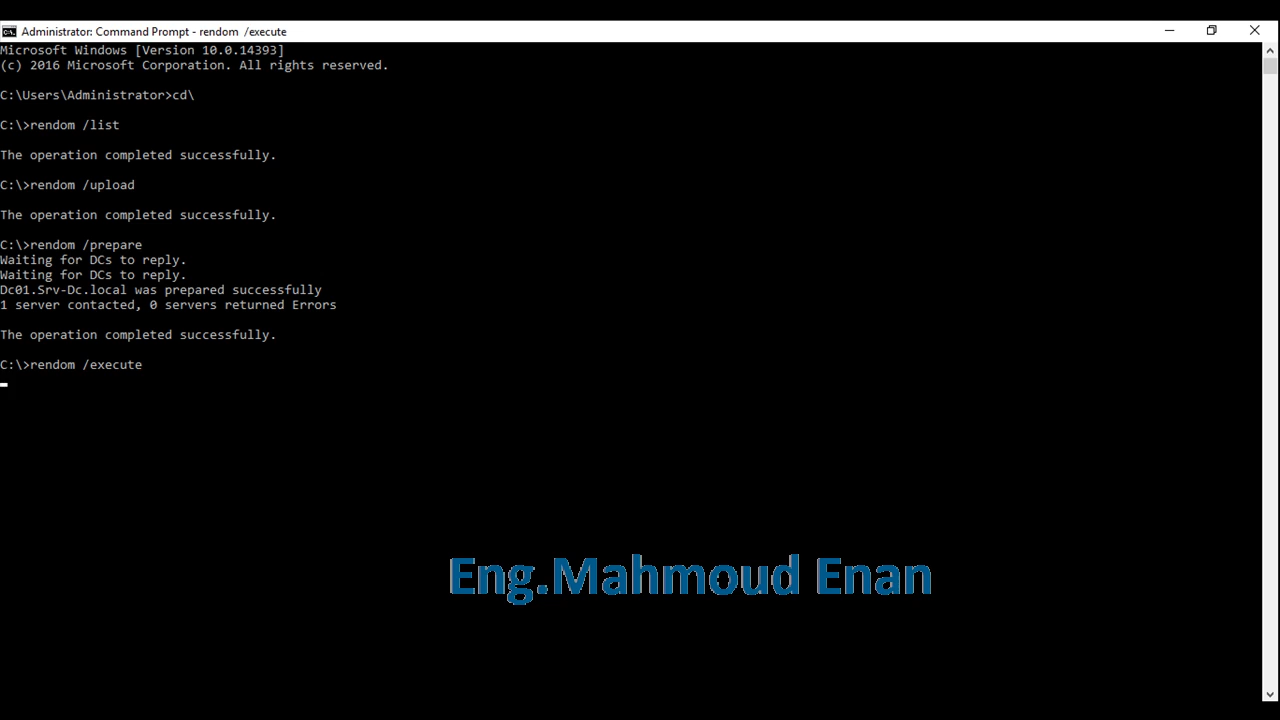 Administrator: Command Prompt - rendom  /execute
Microsoft Windows [Version 10.0.14393]
(c) 2016 Microsoft Corporation. All rights reserved.
C:\Users\Administrator>cd\
C:\>rendom /list
The operation completed successfully.
C:\>rendom /upload
The operation completed successfully.
C:\>rendom /prepare
Waiting for DCs to reply.
Waiting for DCs to reply.
Dc01.Srv-Dc.local was prepared successfully
1 server contacted, 0 servers returned Errors
The operation completed successfully.
C:\>rendom /execute
Eng.Mahmoud Enan